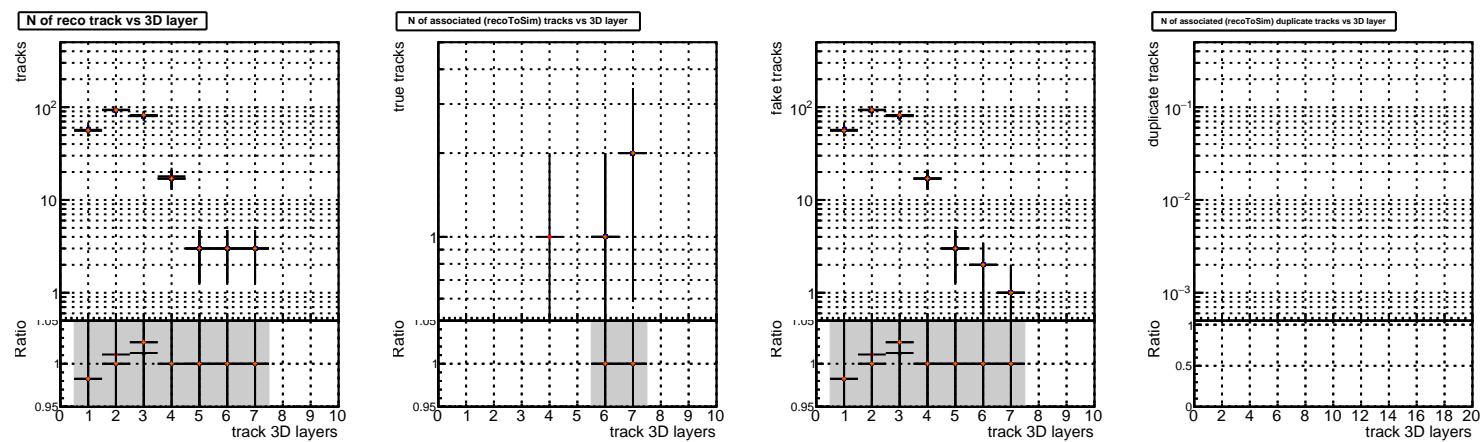 N of reco track vs 3D layer
tracks
10²
10
1
Ratio
1.05
1
0.95
0 1 2 3 4 5 6 7 8 9 10
track 3D layers
N of associated (recoToSim) tracks vs 3D layer
true tracks
1
Ratio
1.05
1
0.95
0 1 2 3 4 5 6 7 8 9 10
track 3D layers
fake tracks
10²
10
1
Ratio
1.05
1
0.95
0 1 2 3 4 5 6 7 8 9 10
track 3D layers
N of associated (recoToSim) duplicate tracks vs 3D layer
duplicate tracks
10⁻¹
10⁻²
10⁻³
Ratio
1
0.5
0
0 2 4 6 8 10 12 14 16 18 20
track 3D layers